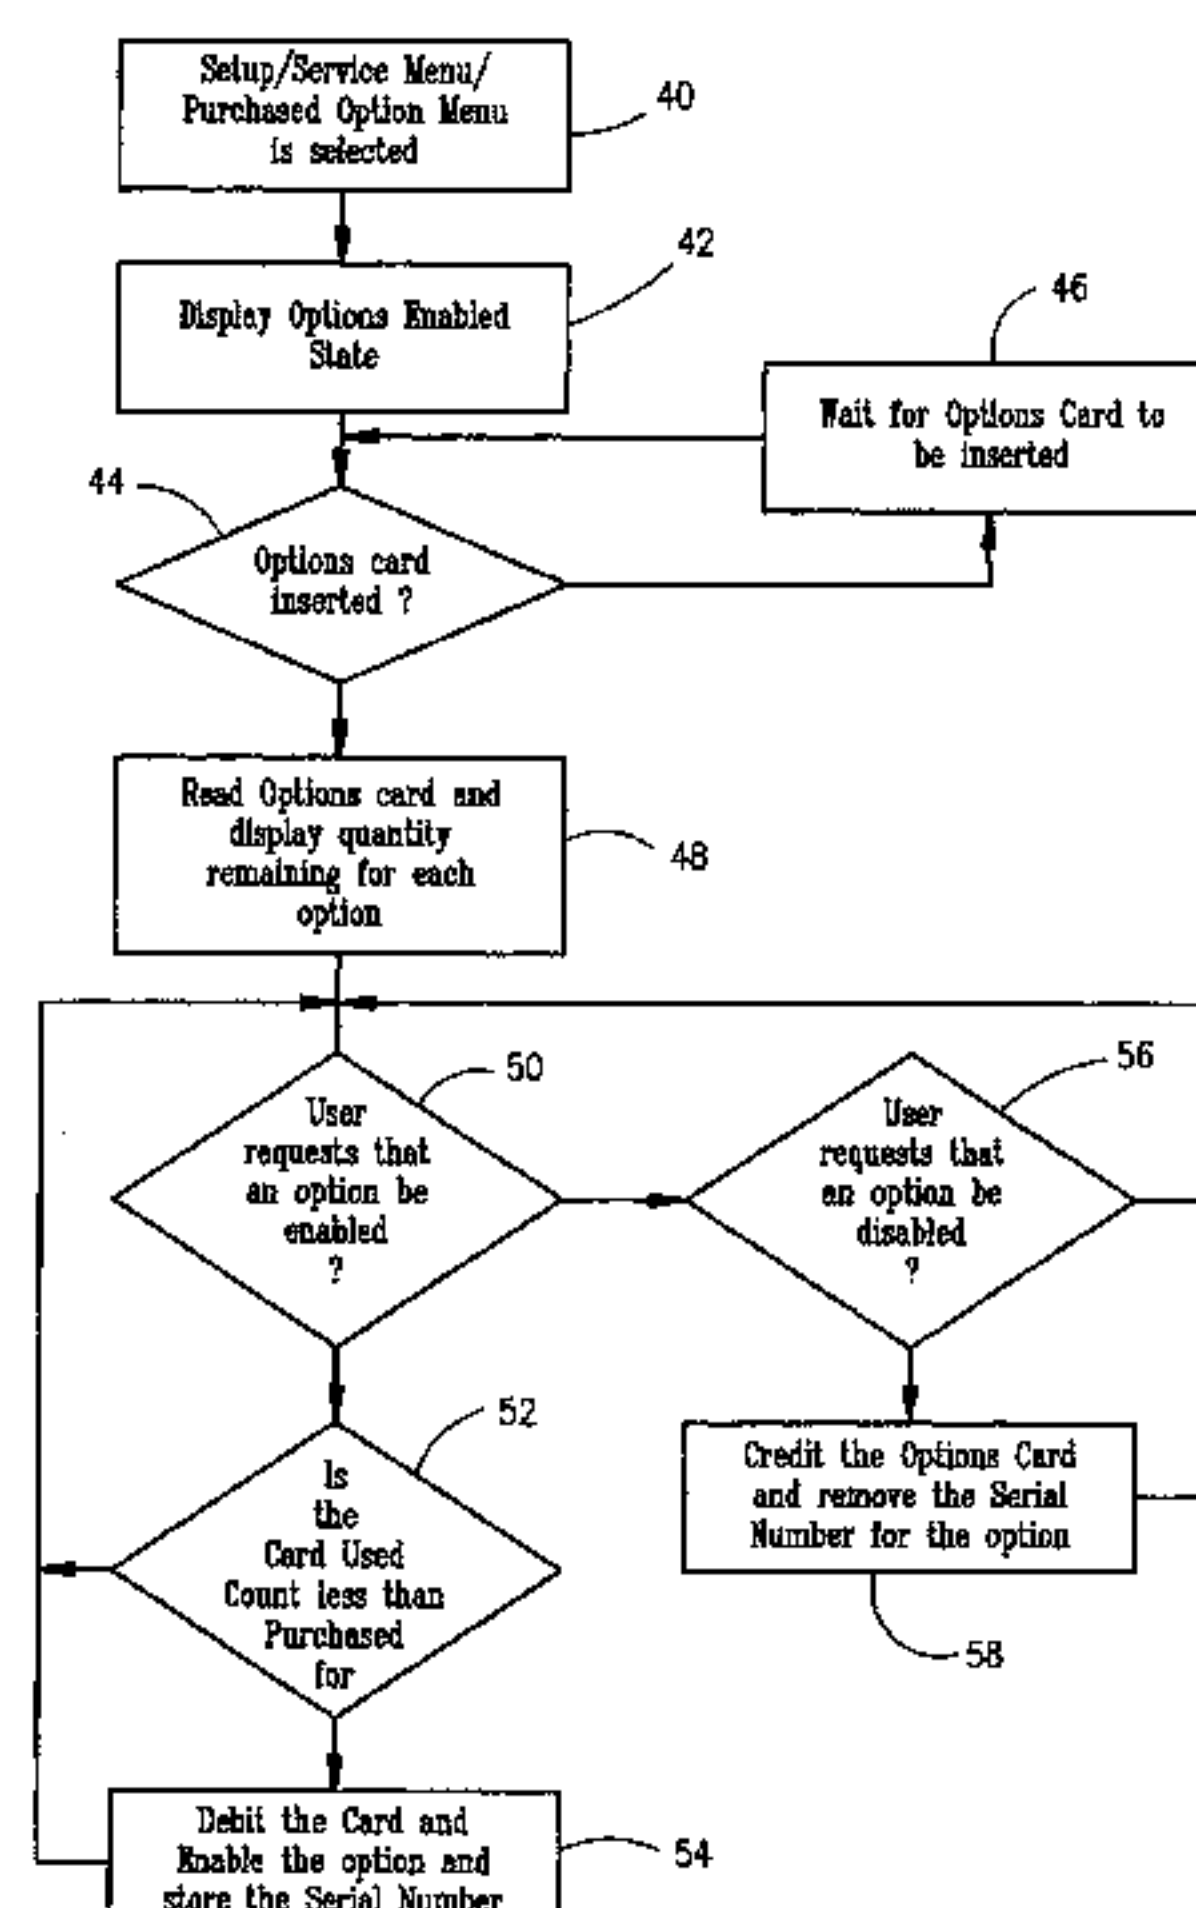 Setup/Service Menu/
Purchased Option Menu
is selected
40
42
Display Options Enabled
State
46
Wait for Options Card to
be inserted
44
Options card
inserted ?
Read Options card and
display quantity
remaining for each
option
48
50
User
requests that
an option be
enabled
?
56
User
requests that
an option be
disabled
?
52
Is
the
Card Used
Count less than
Purchased
for
Credit the Options Card
and remove the Serial
Number for the option
58
Debit the Card and
Enable the option and
store the Serial Number
54